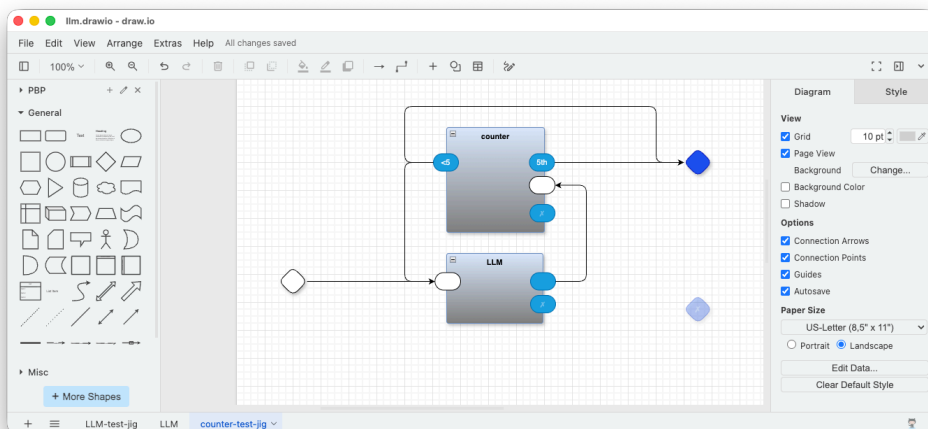 llm.drawio - draw.io
File Edit View Arrange Extras Help All changes saved
100%
PBP
General
Text
Misc
+ More Shapes
counter
<5
5th
LLM
Diagram Style
View
Grid 10 pt
Page View
Background Change...
Background Color
Shadow
Options
Connection Arrows
Connection Points
Guides
Autosave
Paper Size
US-Letter (8,5" x 11")
Portrait Landscape
Edit Data...
Clear Default Style
LLM-test-jig LLM counter-test-jig